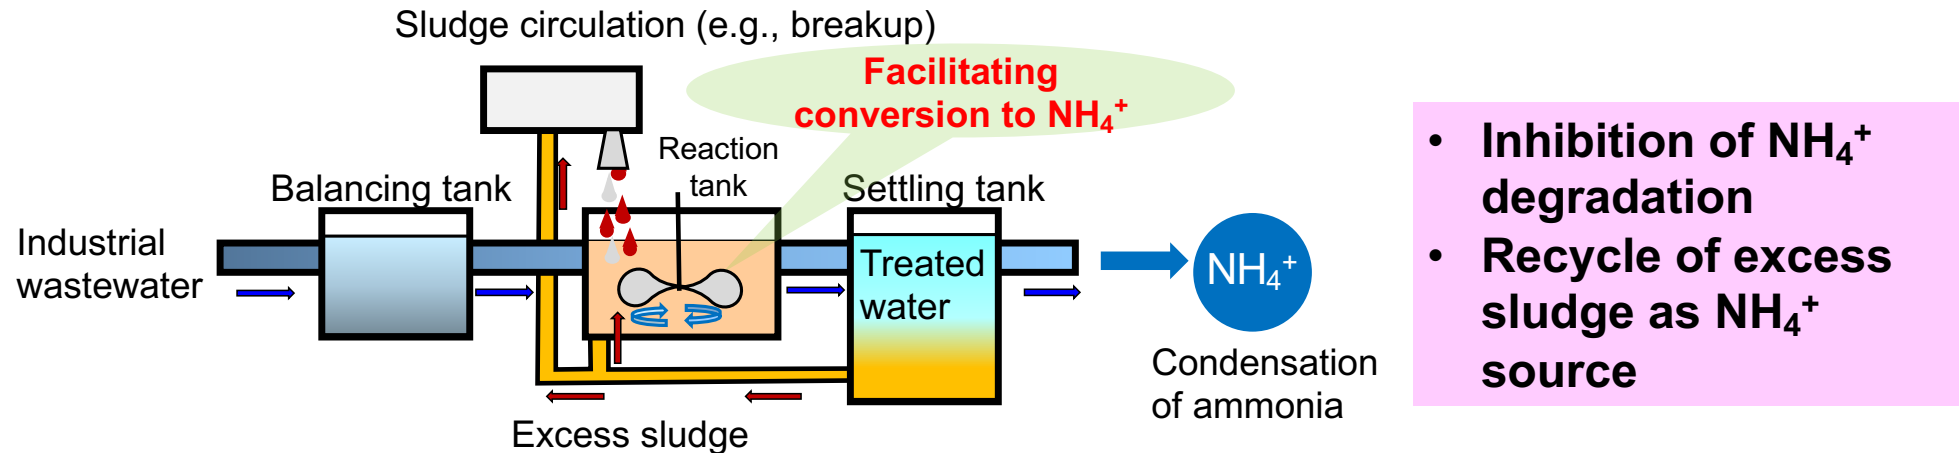 Sludge circulation (e.g., breakup)
Facilitating
conversion to NH₄⁺
Reaction
tank
Balancing tank
Settling tank
Industrial
wastewater
Treated
water
NH₄⁺
Condensation
of ammonia
Excess sludge
• Inhibition of NH₄⁺
degradation
• Recycle of excess
sludge as NH₄⁺
source